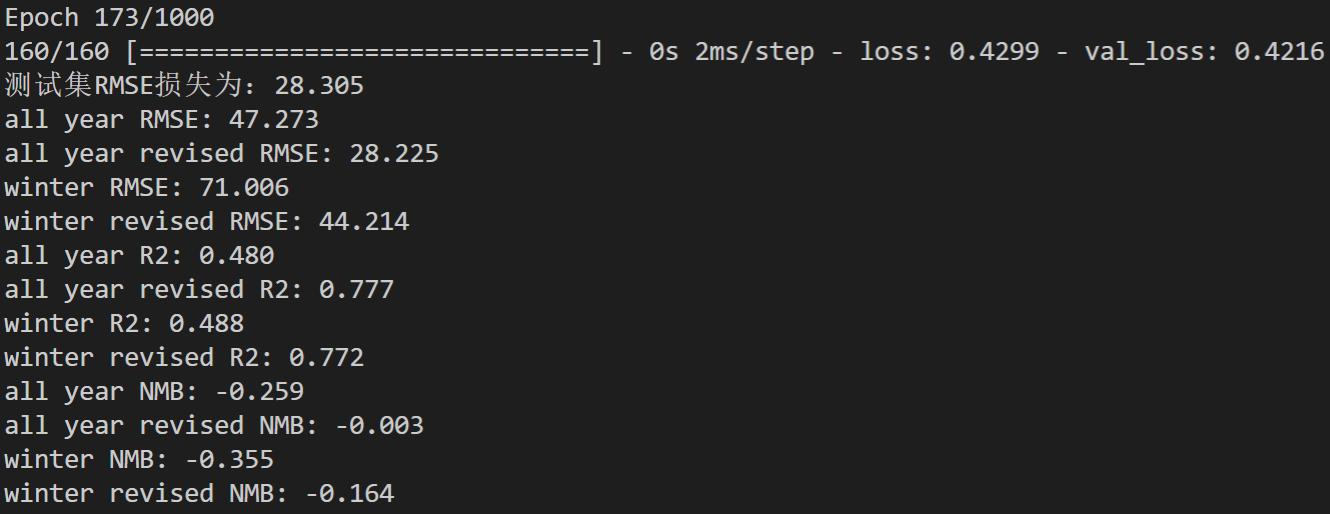 Epoch 173/1000
160/160 [==============================] - 0s 2ms/step - loss: 0.4299 - val_loss: 0.4216
测试集RMSE损失为：28.305
all year RMSE: 47.273
all year revised RMSE: 28.225
winter RMSE: 71.006
winter revised RMSE: 44.214
all year R2: 0.480
all year revised R2: 0.777
winter R2: 0.488
winter revised R2: 0.772
all year NMB: -0.259
all year revised NMB: -0.003
winter NMB: -0.355
winter revised NMB: -0.164